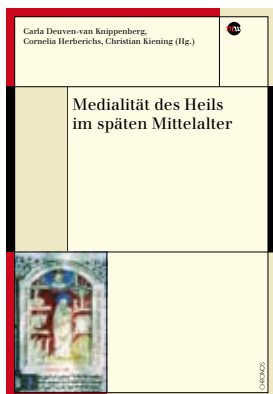 Carla Deuven-van Knippenberg,
Cornelia Herberichs, Christian Kiening (Hg.)
Medialität des Heils
im späten Mittelalter
CHRONOS